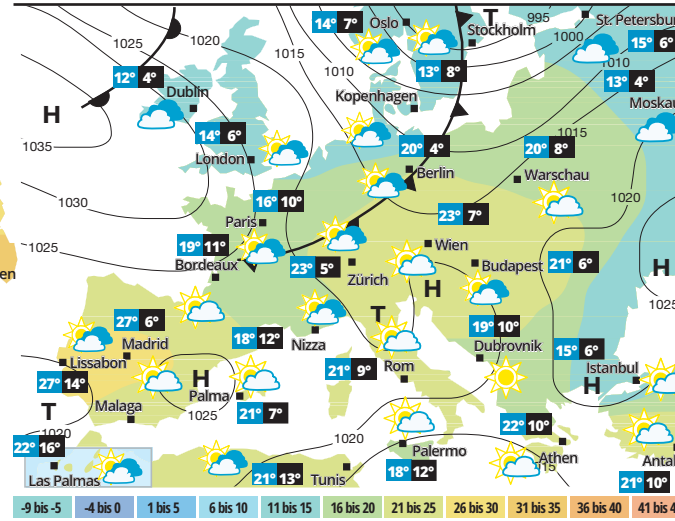 14° 7°
Oslo
T
995
St. Petersbur
1025
1020
Stockholm
1000
15° 6°
1015
1010
1010
12° 4°
13° 8°
13° 4°
Dublin
Kopenhagen
Moskau
H
14° 6°
1015
1035
London
20° 4°
20° 8°
Berlin
Warschau
1030
16° 10°
1020
Paris
23° 7°
1025
19° 11°
Wien
en
Bordeaux
23° 5°
Zürich
Budapest
21° 6°
H
H
1025
27° 6°
T
Madrid
18° 12°
Nizza
19° 10°
Dubrovnik
Lissabon
15° 6°
27° 14°
H
Rom
21° 9°
Istanbul
Palma
H
T
Malaga
1025
21° 7°
1020
1020
22° 10°
22° 16°
Palermo
Athen
Las Palmas
21° 13°
Tunis
18° 12°
15
Antal
21° 10°
-9 bis -5 -4 bis 0 1 bis 5 6 bis 10 11 bis 15 16 bis 20 21 bis 25 26 bis 30 31 bis 35 36 bis 40 41 bis 4